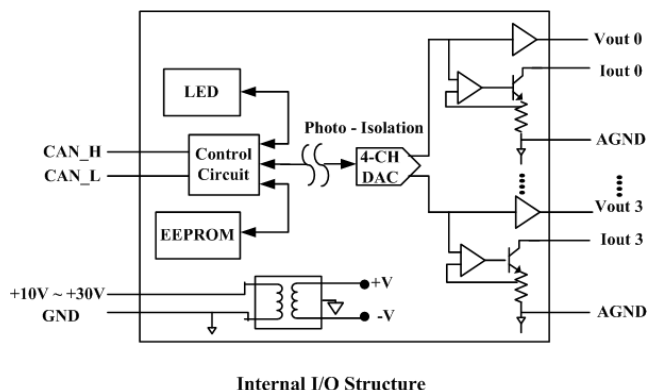 Vout 0
Iout 0
LED
Photo - Isolation
AGND
CAN_H
Control
Circuit
4-CH
DAC
CAN_L
Vout 3
EEPROM
Iout 3
+10V ~ +30V
+V
GND
-V
AGND
Internal I/O Structure